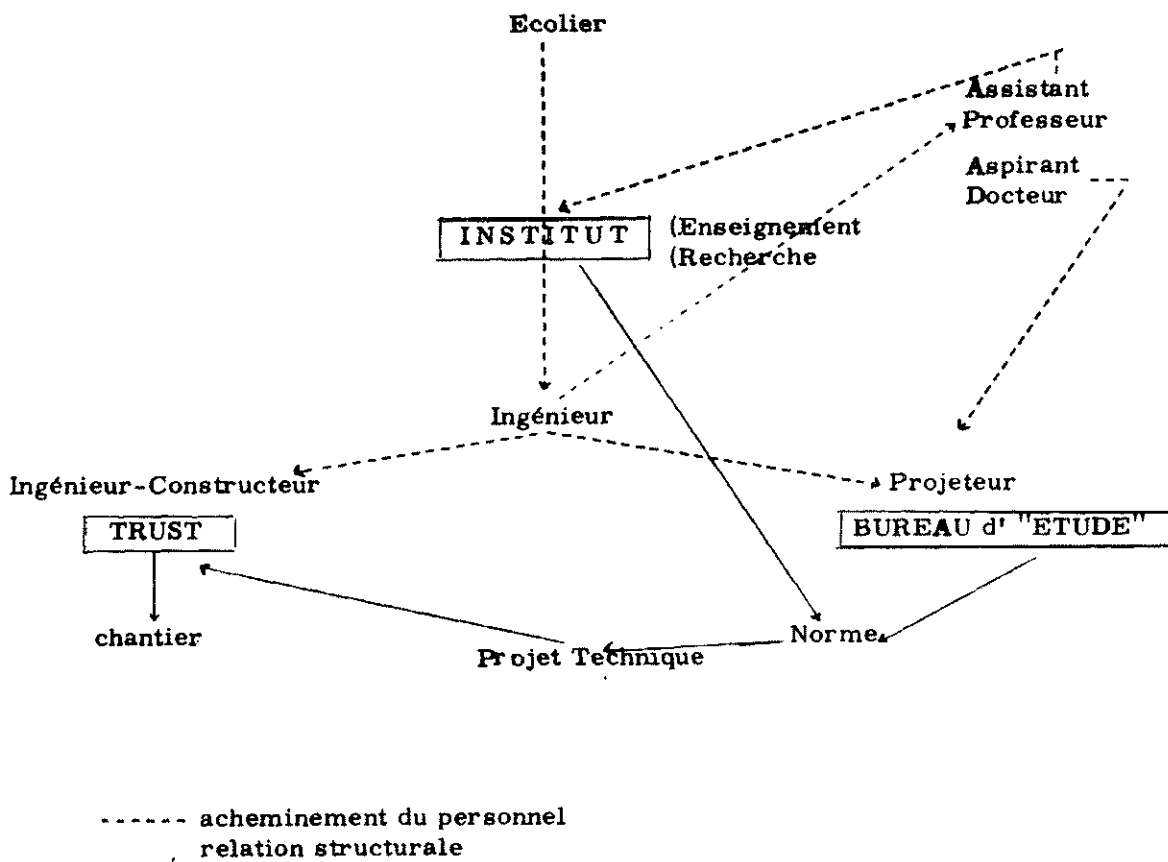 Ecolier
Assistant
Professeur
Aspirant
Docteur
INSTITUT
(Enseignement
(Recherche
Ingénieur
Ingénieur-Constructeur
Projeteur
TRUST
BUREAU d' "ETUDE"
chantier
Norme
Projet Technique
acheminement du personnel
relation structurale